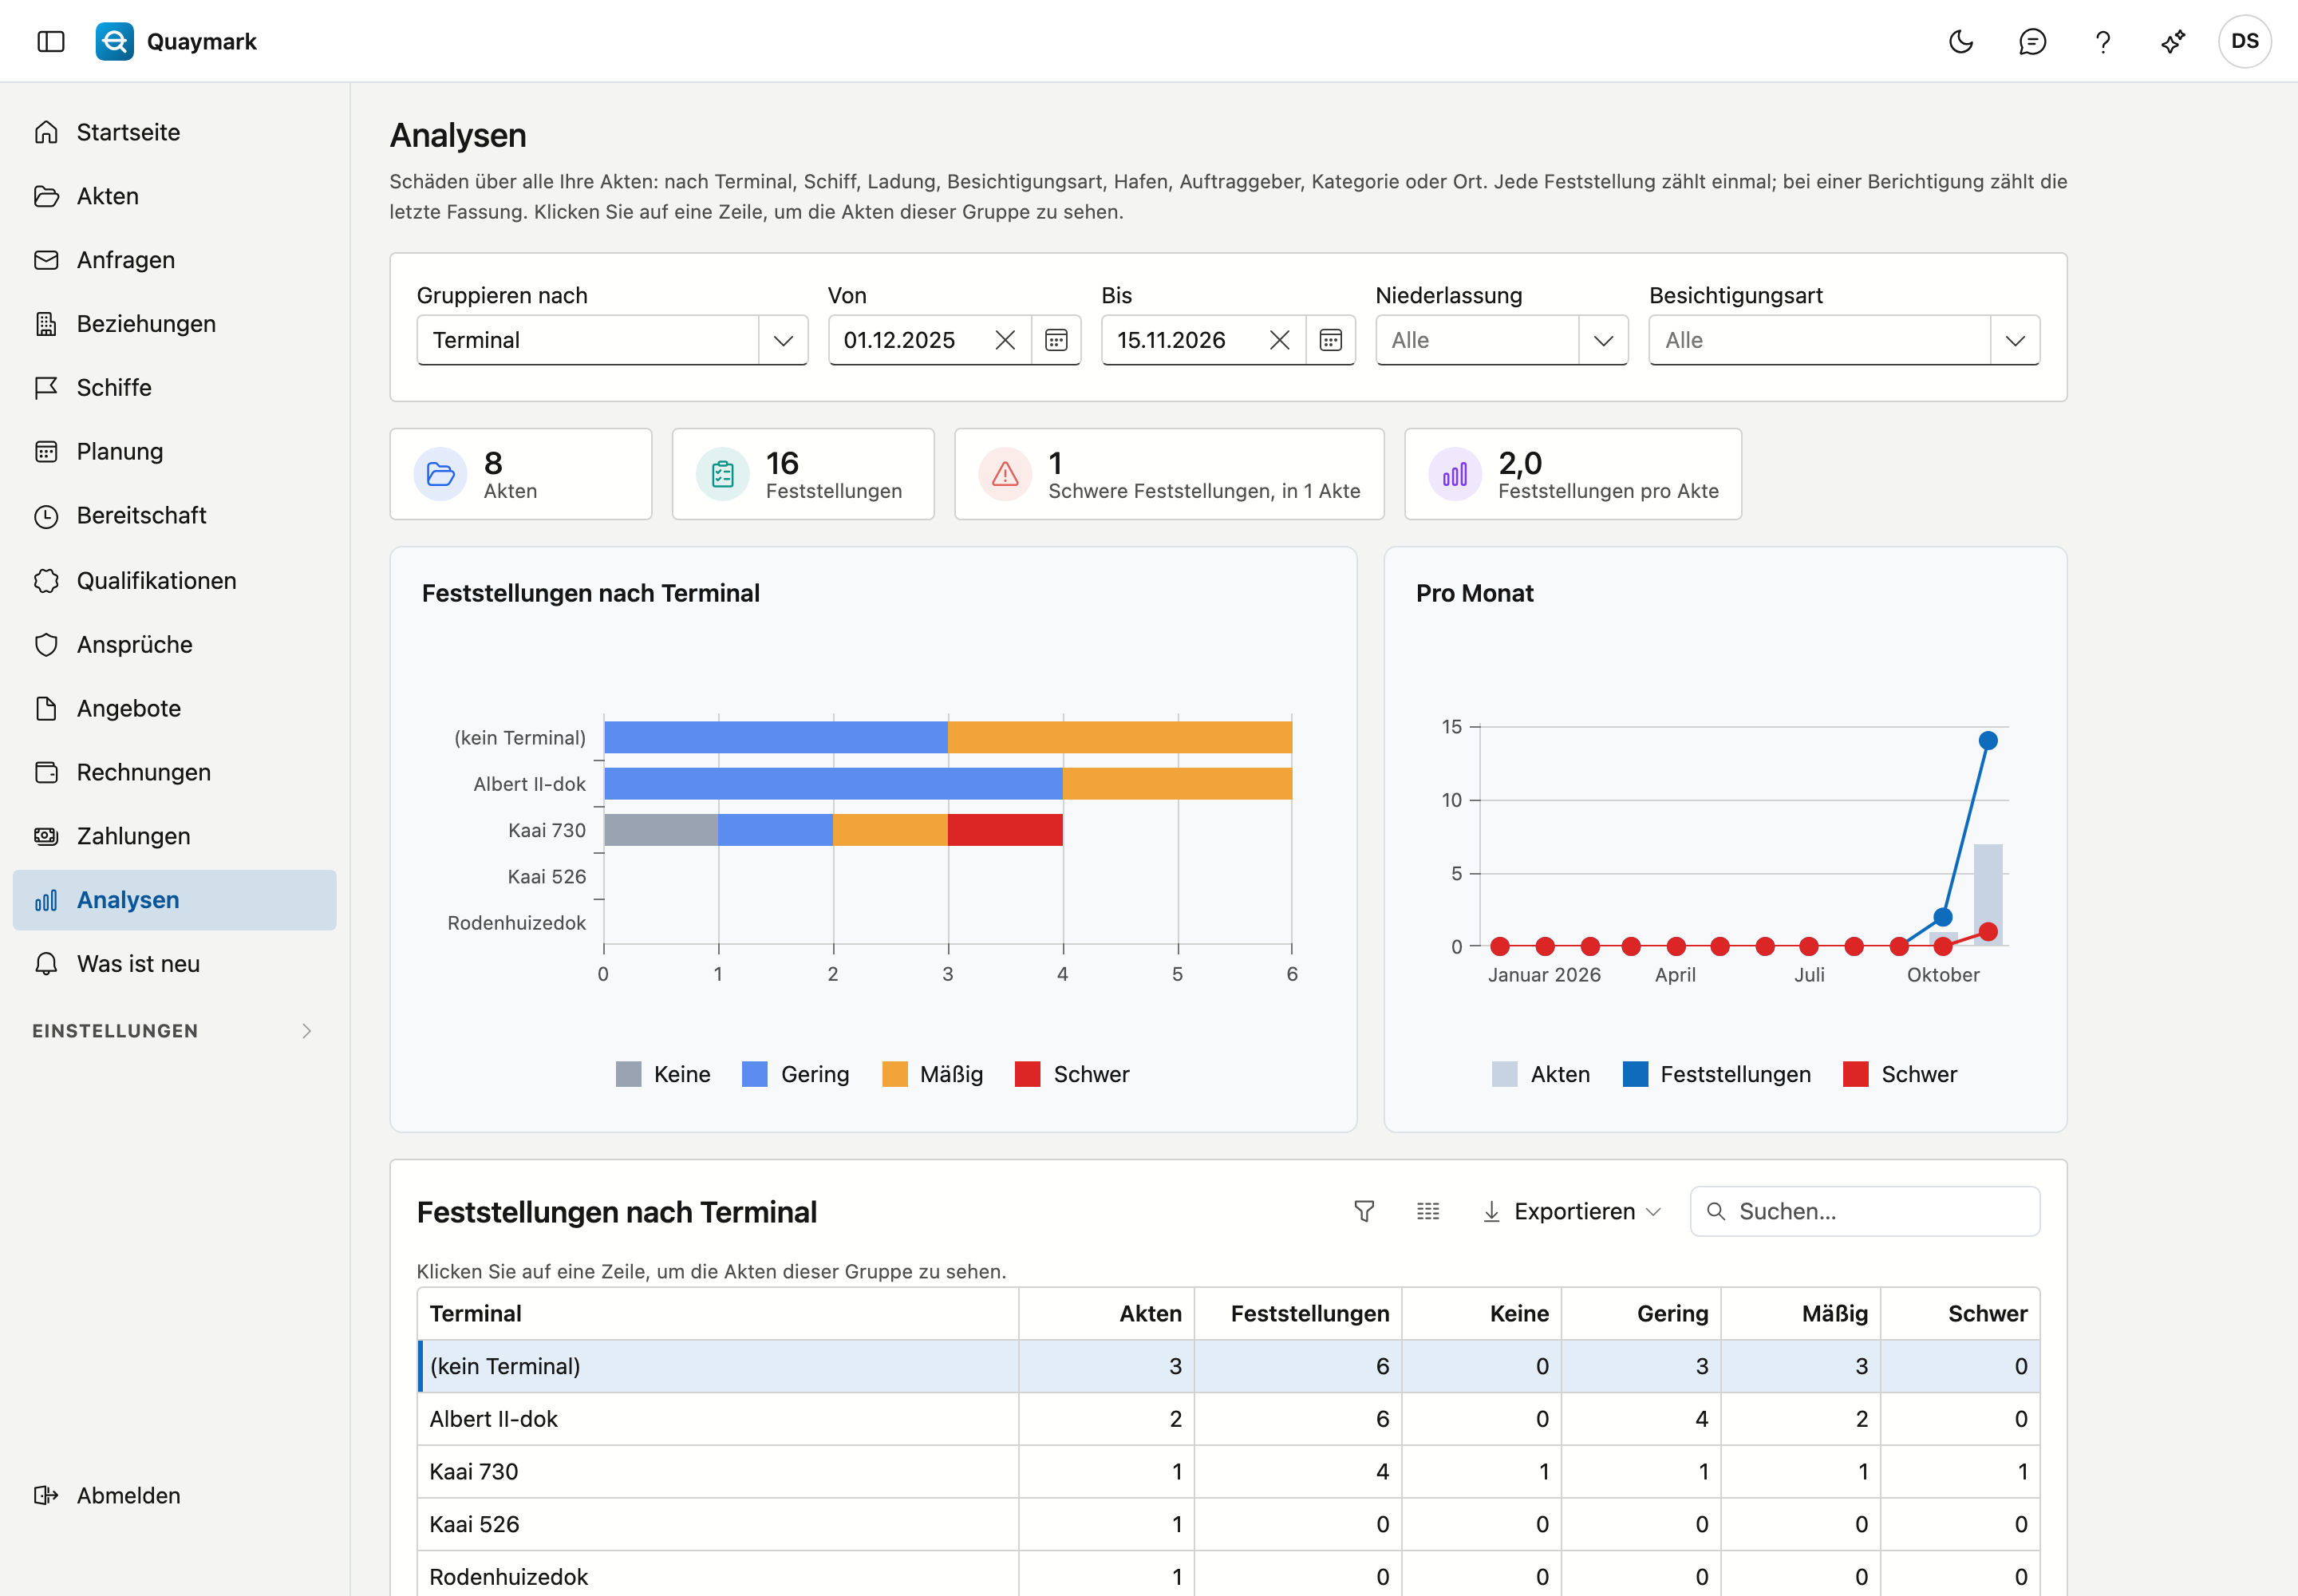 Quaymark
DS
Startseite
Akten
Anfragen
Beziehungen
Schiffe
Planung
Bereitschaft
Qualifikationen
Ansprüche
Angebote
Rechnungen
Zahlungen
Analysen
Was ist neu
EINSTELLUNGEN
Abmelden
Analysen
Schäden über alle Ihre Akten: nach Terminal, Schiff, Ladung, Besichtigungsart, Hafen, Auftraggeber, Kategorie oder Ort. Jede Feststellung zählt einmal; bei einer Berichtigung zählt die
letzte Fassung. Klicken Sie auf eine Zeile, um die Akten dieser Gruppe zu sehen.
Gruppieren nach Von Bis Niederlassung Besichtigungsart
Terminal 01.12.2025 15.11.2026 Alle Alle
8 16 1 2,0
Akten Feststellungen Schwere Feststellungen, in 1 Akte Feststellungen pro Akte
Feststellungen nach Terminal
(kein Terminal)
Albert II-dok
Kaai 730
Kaai 526
Rodenhuizedok
0 1 2 3 4 5 6
Keine Gering Mäßig Schwer
Pro Monat
15
10
5
0
Januar 2026 April Juli Oktober
Akten Feststellungen Schwer
Feststellungen nach Terminal
Exportieren Suchen...
Klicken Sie auf eine Zeile, um die Akten dieser Gruppe zu sehen.
Terminal Akten Feststellungen Keine Gering Mäßig Schwer
(kein Terminal) 3 6 0 3 3 0
Albert II-dok 2 6 0 4 2 0
Kaai 730 1 4 1 1 1 1
Kaai 526 1 0 0 0 0 0
Rodenhuizedok 1 0 0 0 0 0